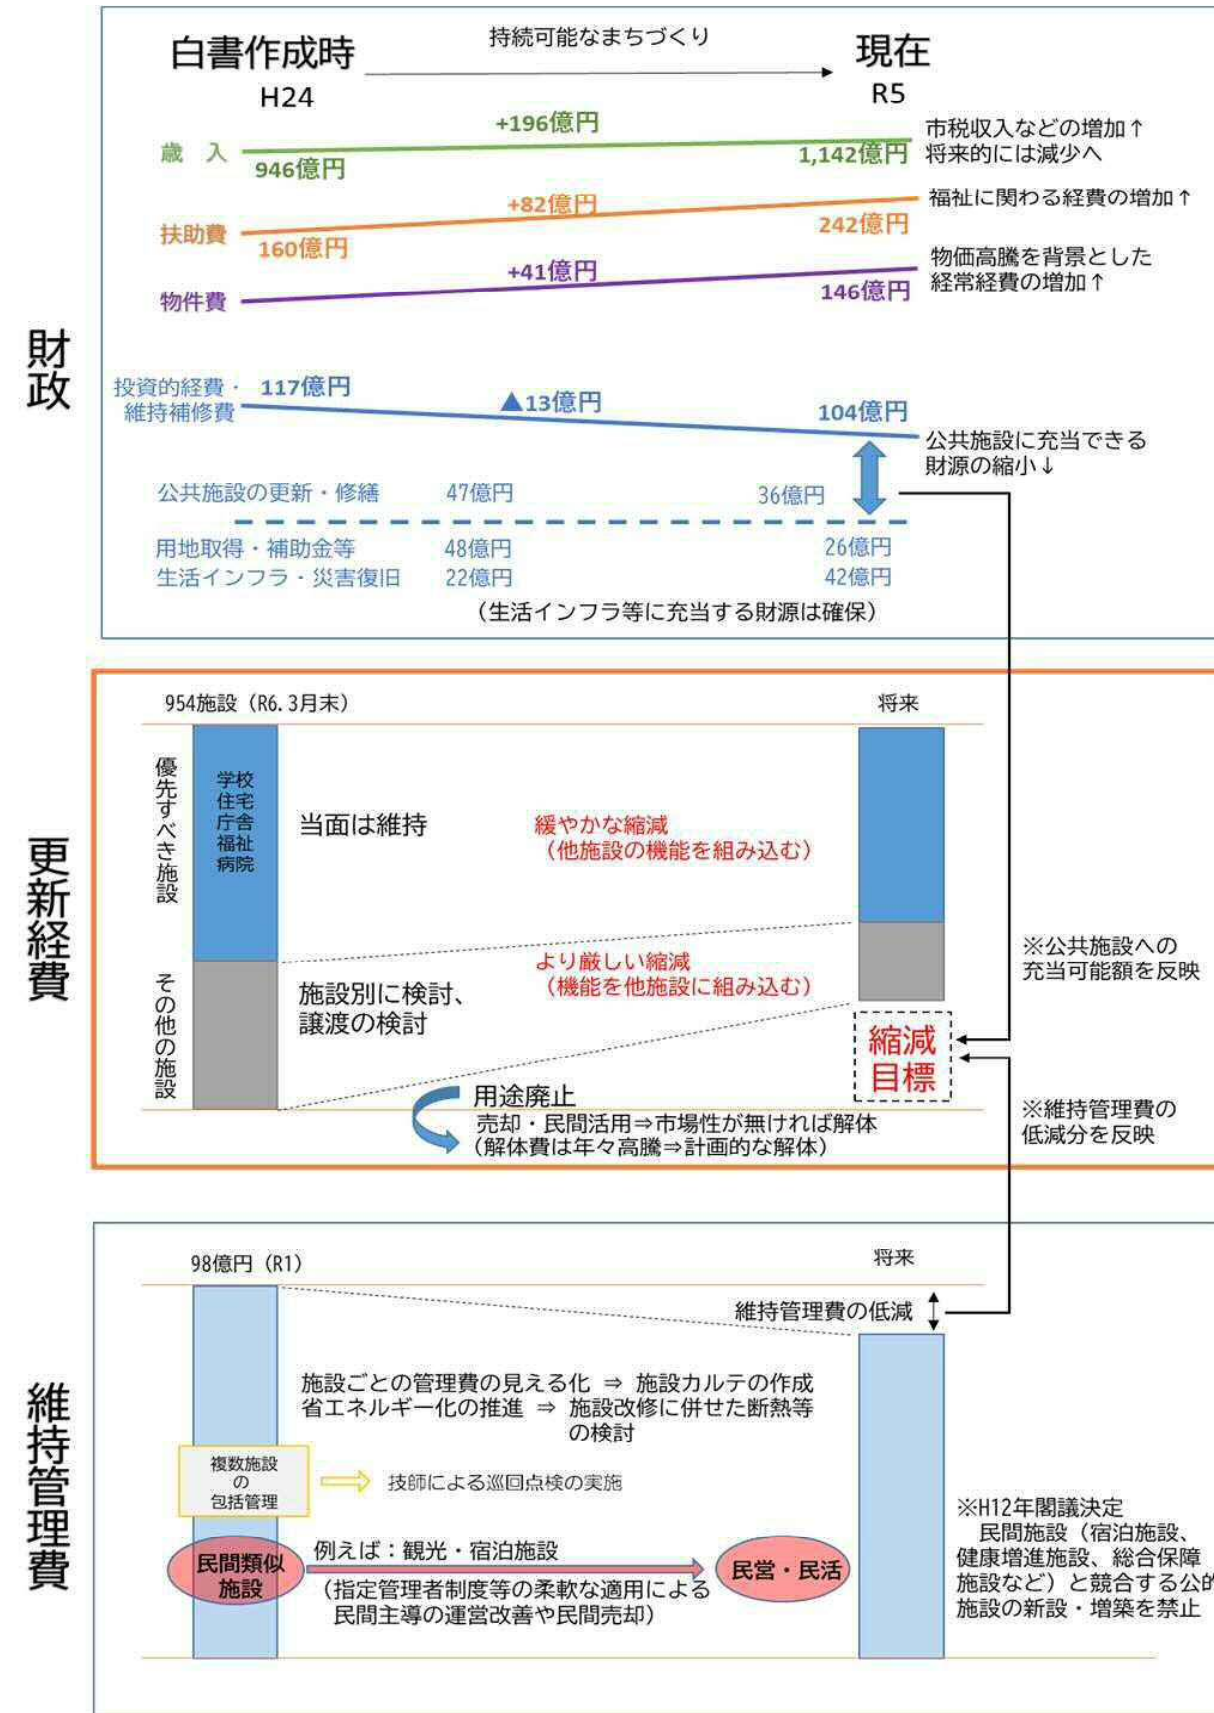 財政
白書作成時
H24
持続可能なまちづくり
現在
R5
歳　入
946億円
+196億円
1,142億円
市税収入などの増加↑
将来的には減少へ
扶助費
160億円
+82億円
242億円
福祉に関わる経費の増加↑
物件費
+41億円
146億円
物価高騰を背景とした
経常経費の増加↑
投資的経費・
維持補修費
117億円
▲13億円
104億円
公共施設に充当できる
財源の縮小↓
公共施設の更新・修繕
47億円
36億円
用地取得・補助金等
48億円
26億円
生活インフラ・災害復旧
22億円
42億円
（生活インフラ等に充当する財源は確保）
更新経費
954施設（R6.3月末）
将来
優先すべき施設
学校
住宅
庁舎
福祉
病院
当面は維持
緩やかな縮減
（他施設の機能を組み込む）
その他の施設
施設別に検討、
譲渡の検討
より厳しい縮減
（機能を他施設に組み込む）
※公共施設への
充当可能額を反映
縮減
目標
用途廃止
売却・民間活用⇒市場性が無ければ解体
（解体費は年々高騰⇒計画的な解体）
※維持管理費の
低減分を反映
維持管理費
98億円（R1）
将来
維持管理費の低減
施設ごとの管理費の見える化 ⇒ 施設カルテの作成
省エネルギー化の推進 ⇒ 施設改修に併せた断熱等
の検討
複数施設
の
包括管理
技師による巡回点検の実施
民間類似
施設
例えば：観光・宿泊施設
（指定管理者制度等の柔軟な適用による
民間主導の運営改善や民間売却）
民営・民活
※H12年閣議決定
民間施設（宿泊施設、
健康増進施設、総合保障
施設など）と競合する公的
施設の新設・増築を禁止